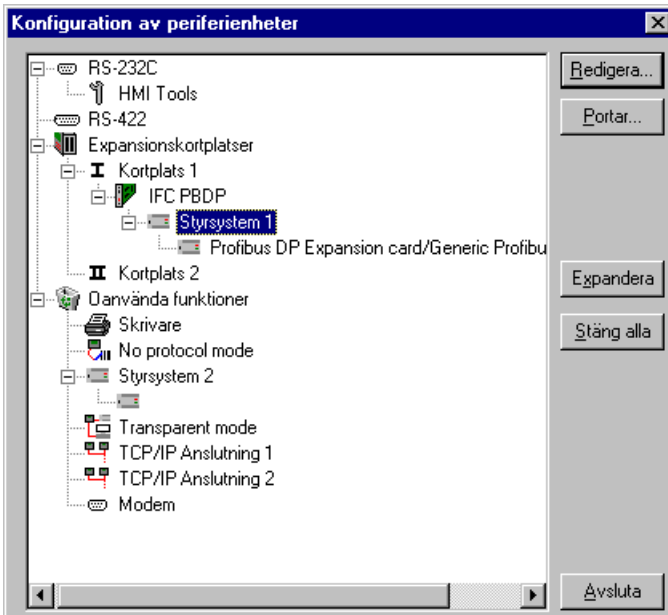 Konfiguration av periferienheter
RS-232C
HMI Tools
RS-422
Expansionskortplatser
I Kortplats 1
IFC PBDP
Styrsystem 1
Profibus DP Expansion card/Generic Profibu
II Kortplats 2
Oanvända funktioner
Skrivare
No protocol mode
Styrsystem 2
Transparent mode
TCP/IP Anslutning 1
TCP/IP Anslutning 2
Modem
Redigera...
Portar...
Expandera
Stäng alla
Avsluta